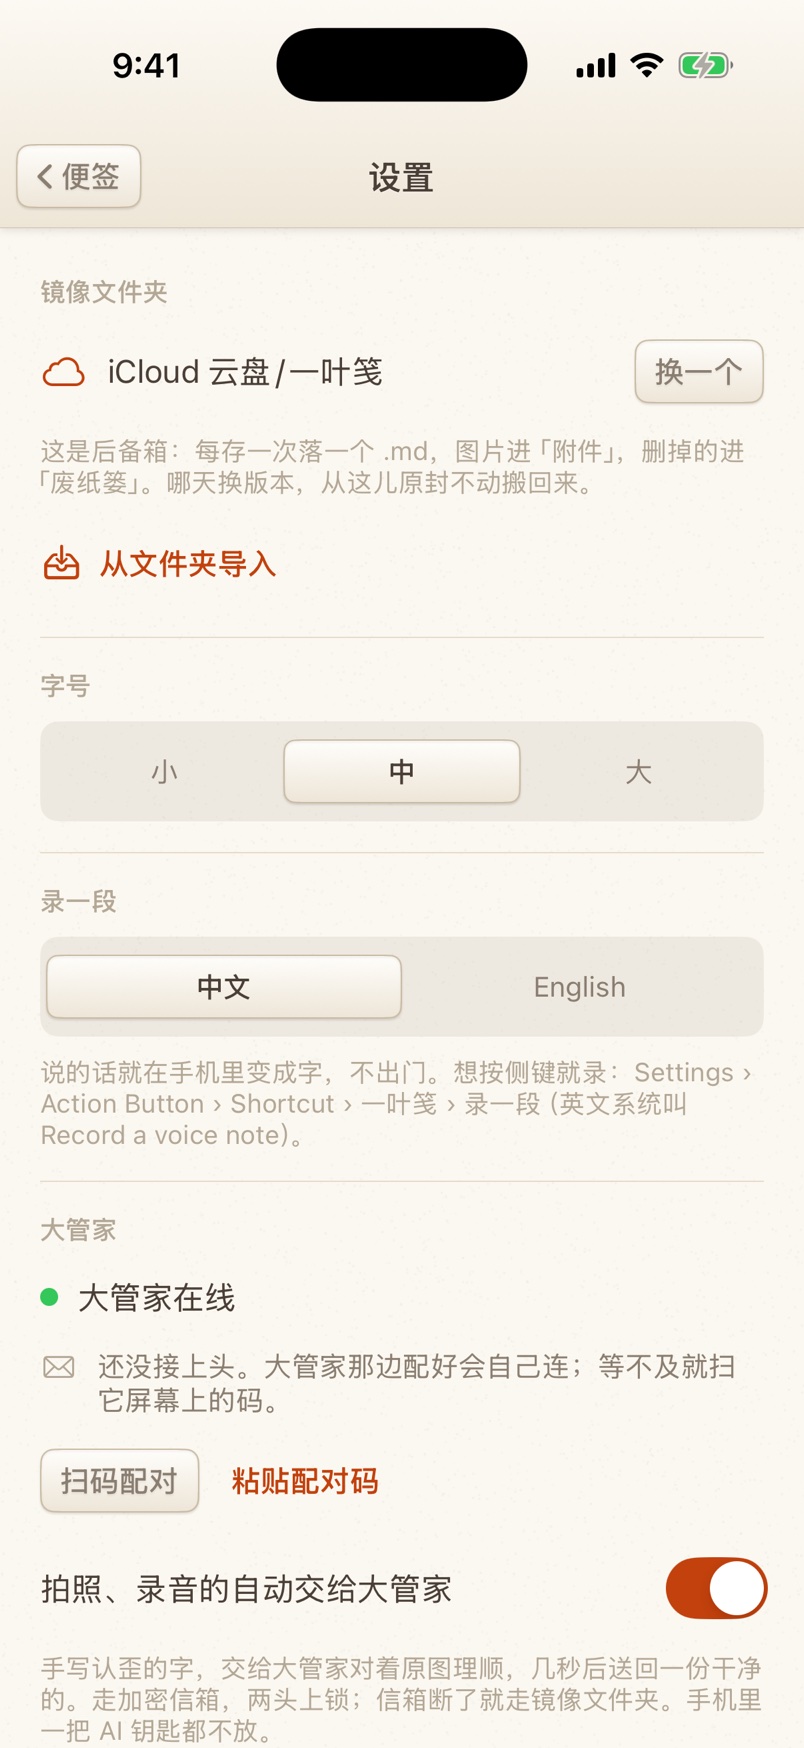 9:41
便签
设置
镜像文件夹
iCloud 云盘/一叶笺
换一个
这是后备箱：每存一次落一个 .md，图片进「附件」，删掉的进
「废纸篓」。哪天换版本，从这儿原封不动搬回来。
从文件夹导入
字号
小
中
大
录一段
中文
English
说的话就在手机里变成字，不出门。想按侧键就录：Settings ›
Action Button › Shortcut › 一叶笺 › 录一段（英文系统叫
Record a voice note）。
大管家
大管家在线
还没接上头。大管家那边配好会自己连；等不及就扫
它屏幕上的码。
扫码配对
粘贴配对码
拍照、录音的自动交给大管家
手写认歪的字，交给大管家对着原图理顺，几秒后送回一份干净
的。走加密信箱，两头上锁；信箱断了就走镜像文件夹。手机里
一把 AI 钥匙都不放。